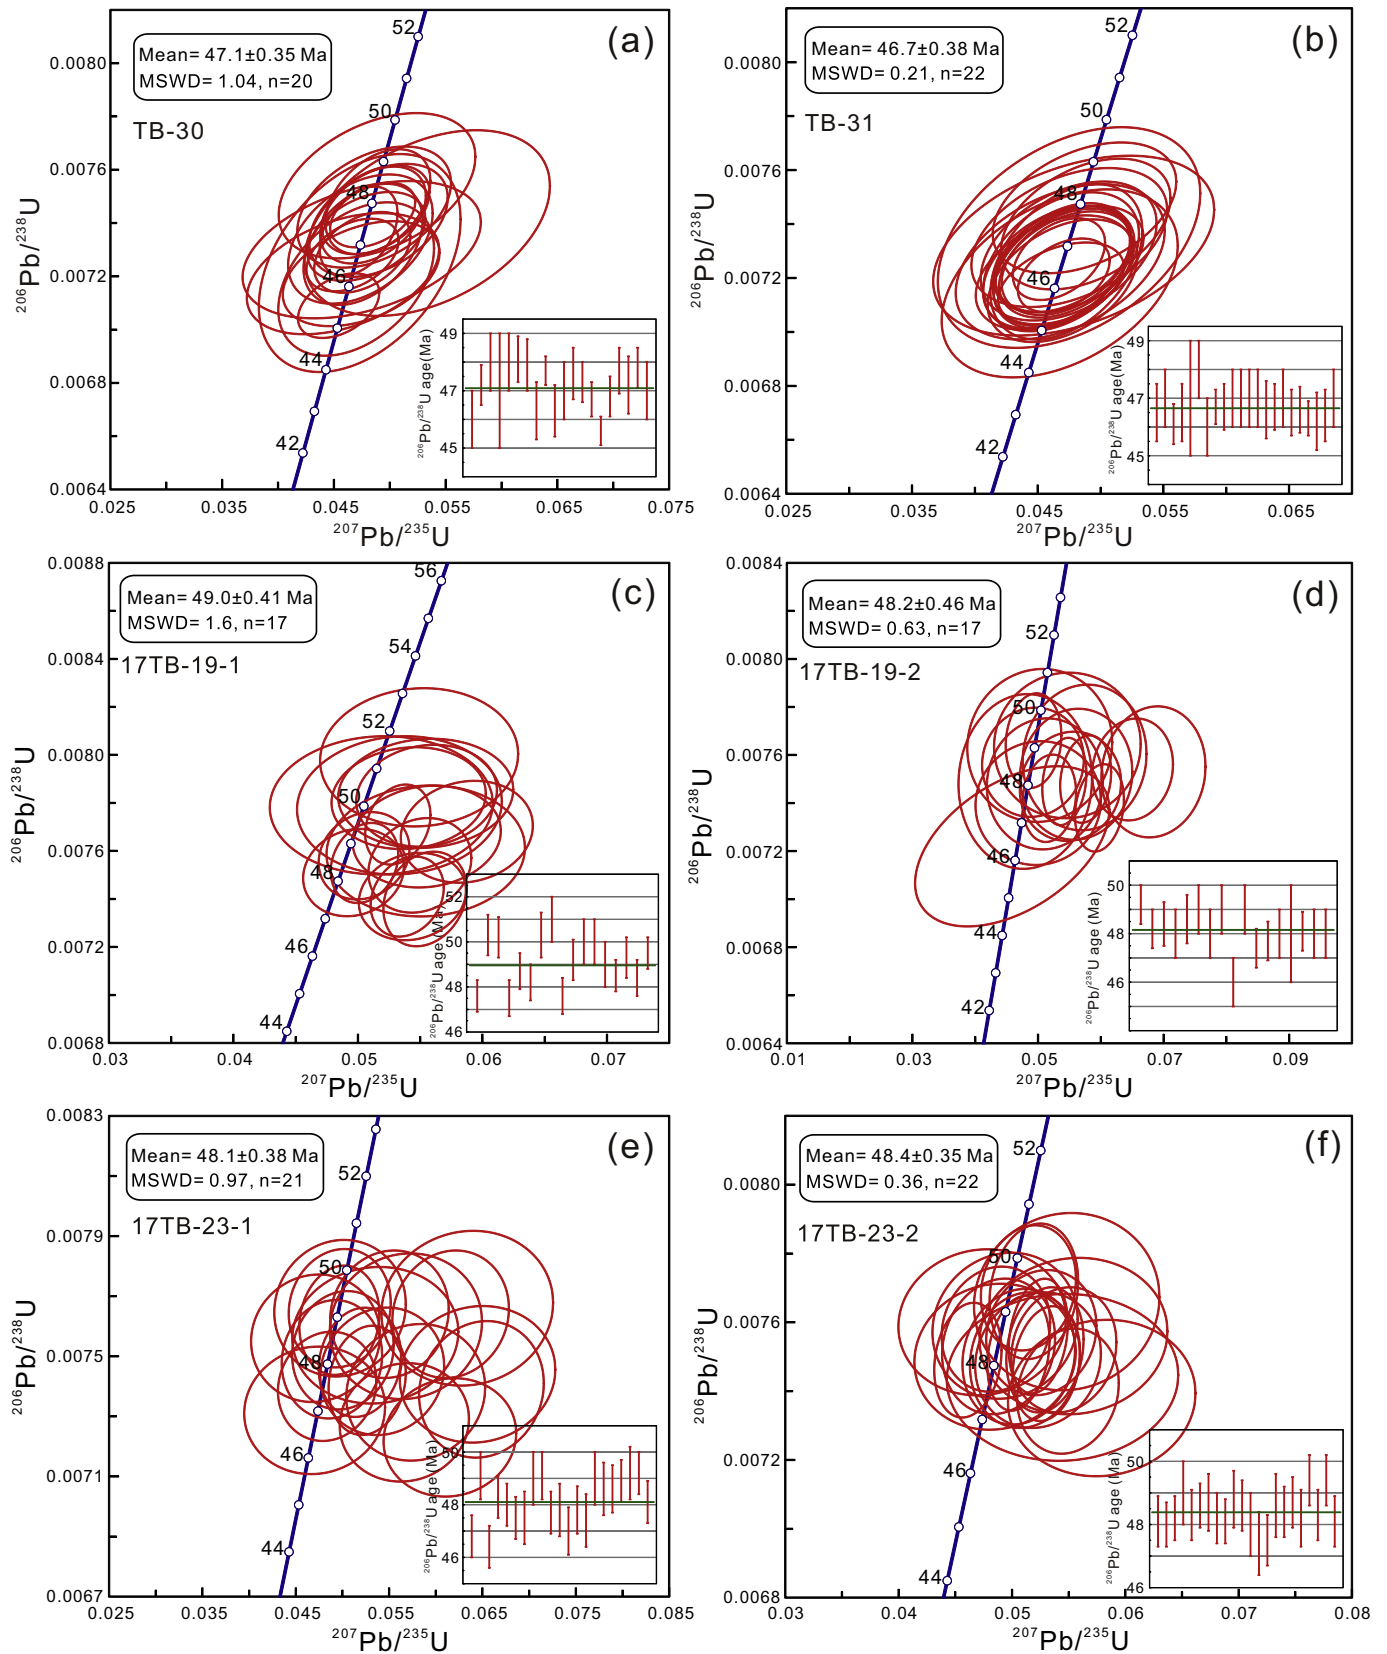 (a)
Mean= 47.1±0.35 Ma
MSWD= 1.04, n=20
TB-30
52
50
48
46
44
42
0.0080
0.0076
0.0072
0.0068
0.0064
0.025
0.035
0.045
0.055
0.065
0.075
²⁰⁶Pb/²³⁸U
²⁰⁷Pb/²³⁵U
²⁰⁶Pb/²³⁸U age(Ma)
49
47
45
(b)
Mean= 46.7±0.38 Ma
MSWD= 0.21, n=22
TB-31
52
50
48
46
44
42
0.0080
0.0076
0.0072
0.0068
0.0064
0.025
0.035
0.045
0.055
0.065
²⁰⁶Pb/²³⁸U
²⁰⁷Pb/²³⁵U
²⁰⁶Pb/²³⁸U age(Ma)
49
47
45
(c)
Mean= 49.0±0.41 Ma
MSWD= 1.6, n=17
17TB-19-1
56
54
52
50
48
46
44
0.0088
0.0084
0.0080
0.0076
0.0072
0.0068
0.03
0.04
0.05
0.06
0.07
²⁰⁶Pb/²³⁸U
²⁰⁷Pb/²³⁵U
²⁰⁶Pb/²³⁸U age (Ma)
52
50
48
46
(d)
Mean= 48.2±0.46 Ma
MSWD= 0.63, n=17
17TB-19-2
52
50
48
46
44
42
0.0084
0.0080
0.0076
0.0072
0.0068
0.0064
0.01
0.03
0.05
0.07
0.09
²⁰⁶Pb/²³⁸U
²⁰⁷Pb/²³⁵U
²⁰⁶Pb/²³⁸U age (Ma)
50
48
46
(e)
Mean= 48.1±0.38 Ma
MSWD= 0.97, n=21
17TB-23-1
52
50
48
46
44
0.0083
0.0079
0.0075
0.0071
0.0067
0.025
0.035
0.045
0.055
0.065
0.075
0.085
²⁰⁶Pb/²³⁸U
²⁰⁷Pb/²³⁵U
²⁰⁶Pb/²³⁸U age (Ma)
50
48
46
(f)
Mean= 48.4±0.35 Ma
MSWD= 0.36, n=22
17TB-23-2
52
50
48
46
44
0.0080
0.0076
0.0072
0.0068
0.03
0.04
0.05
0.06
0.07
0.08
²⁰⁶Pb/²³⁸U
²⁰⁷Pb/²³⁵U
²⁰⁶Pb/²³⁸U age (Ma)
50
48
46